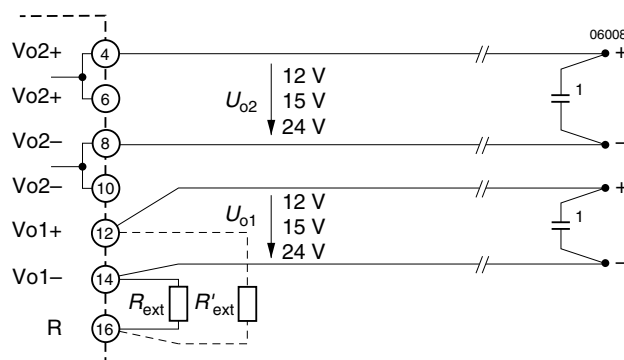 06008
Vo2+ 4 +
12 V
1
Vo2+ 6 Uo2 15 V
24 V
Vo2– 8 –
Vo2– 10 +
12 V
Uo1 15 V 1
Vo1+ 12
24 V
Vo1– 14 –
Rext R'ext
R 16